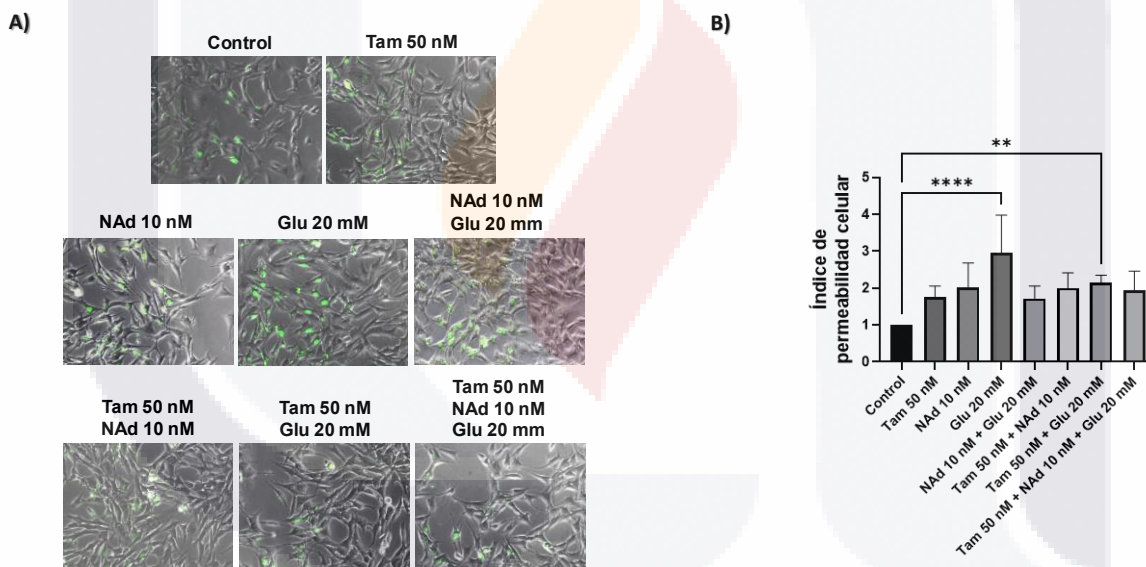 A)
B)
Control
Tam 50 nM
NAd 10 nM
Glu 20 mM
NAd 10 nM
Glu 20 mm
Tam 50 nM
NAd 10 nM
Tam 50 nM
Glu 20 mM
Tam 50 nM
NAd 10 nM
Glu 20 mm
**
****
Índice de
permeabilidad celular
5
4
3
2
1
0
Control
Tam 50 nM
NAd 10 nM
Glu 20 mM
NAd 10 nM + Glu 20 mM
Tam 50 nM + NAd 10 nM
Tam 50 nM + Glu 20 mM
Tam 50 nM + NAd 10 nM + Glu 20 mM